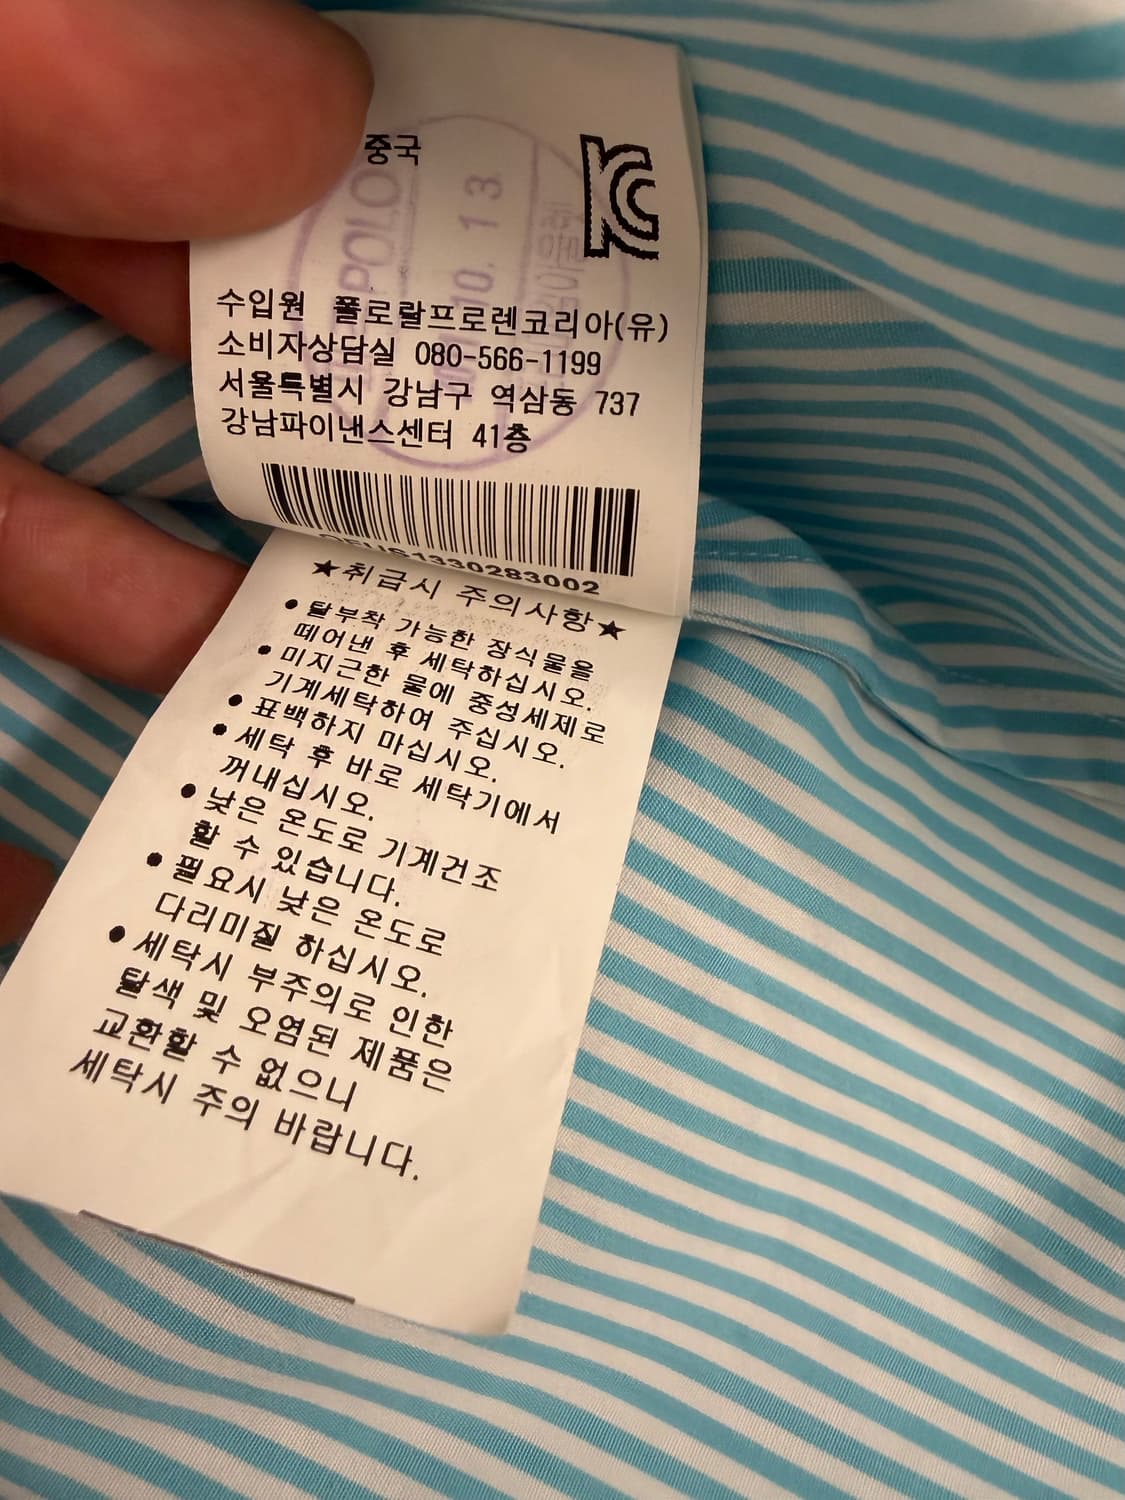 중국
POLO
10. 13.
수입원 폴로랄프로렌코리아(유)
소비자상담실 080-566-1199
서울특별시 강남구 역삼동 737
강남파이낸스센터 41층
★취급시 주의사항★
● 탈부착 가능한 장식물을
떼어낸 후 세탁하십시오.
● 미지근한 물에 중성세제로
기계세탁하여 주십시오.
● 표백하지 마십시오.
● 세탁 후 바로 세탁기에서
꺼내십시오.
● 낮은 온도로 기계건조
할 수 있습니다.
● 필요시 낮은 온도로
다리미질 하십시오.
● 세탁시 부주의로 인한
탈색 및 오염된 제품은
교환할 수 없으니
세탁시 주의 바랍니다.